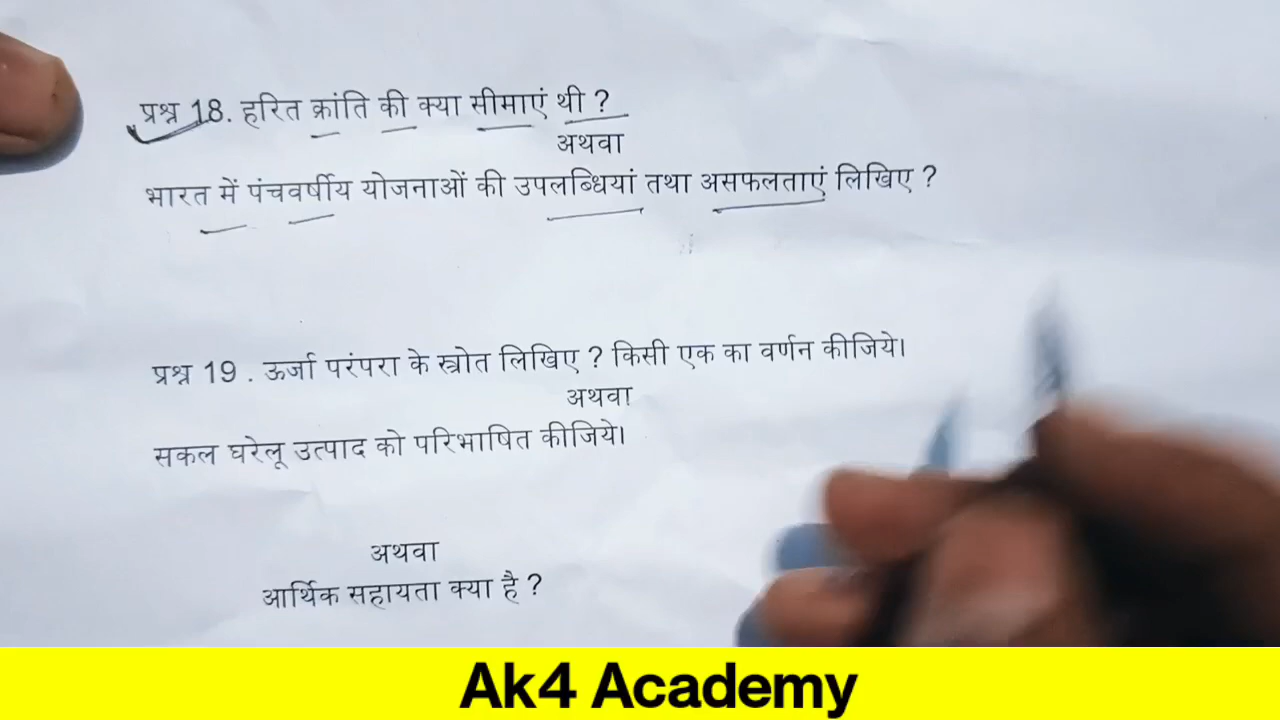 प्रश्न 18. हरित क्रांति की क्या सीमाएं थी ?
अथवा
भारत में पंचवर्षीय योजनाओं की उपलब्धियां तथा असफलताएं लिखिए ?
प्रश्न 19 . ऊर्जा परंपरा के स्त्रोत लिखिए ? किसी एक का वर्णन कीजिये।
अथवा
सकल घरेलू उत्पाद को परिभाषित कीजिये।
अथवा
आर्थिक सहायता क्या है ?
Ak4 Academy